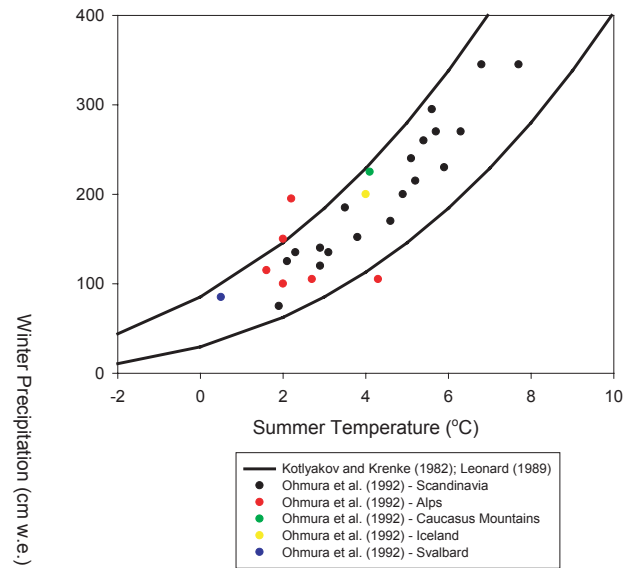 400
300
200
100
0
-2 0 2 4 6 8 10
Summer Temperature (°C)
Winter Precipitation (cm w.e.)
Kotlyakov and Krenke (1982); Leonard (1989)
Ohmura et al. (1992) - Scandinavia
Ohmura et al. (1992) - Alps
Ohmura et al. (1992) - Caucasus Mountains
Ohmura et al. (1992) - Iceland
Ohmura et al. (1992) - Svalbard